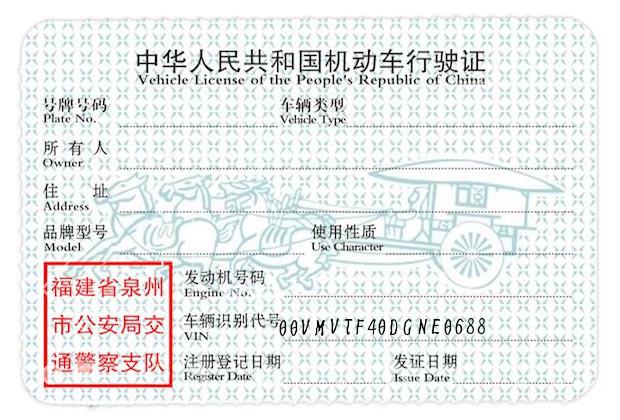 中华人民共和国机动车行驶证
Vehicle License of the People's Republic of China
号牌号码 车辆类型
Plate No. Vehicle Type
所有人
Owner
住址
Address
品牌型号 使用性质
Model Use Character
福建省泉州
市公安局交
通警察支队
发动机号码
Engine No.
车辆识别代号 00VMVTF40DGNE0688
VIN
注册登记日期 发证日期
Register Date Issue Date